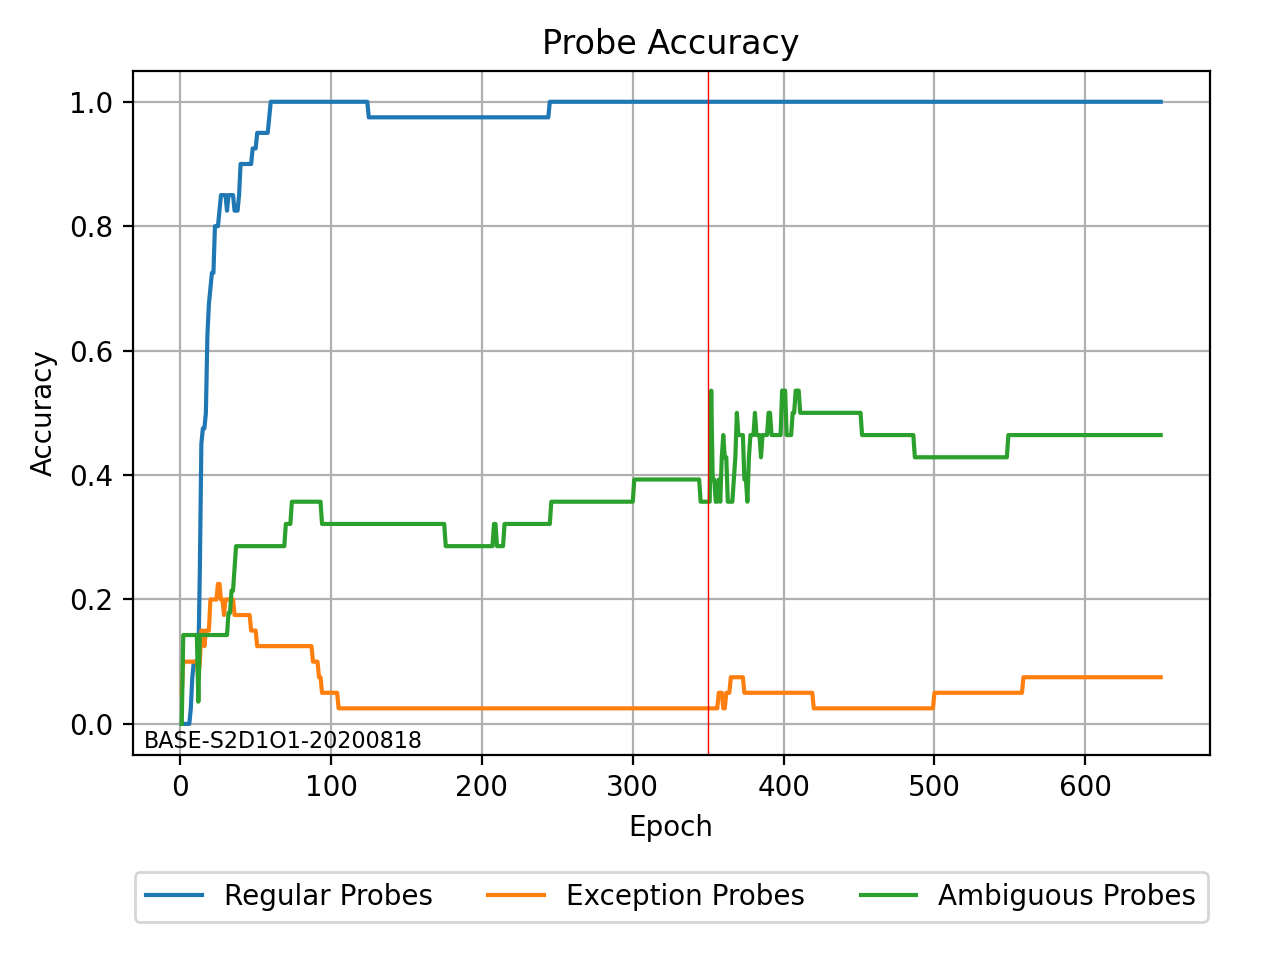 Probe Accuracy
Accuracy
1.0
0.8
0.6
0.4
0.2
0.0
BASE-S2D1O1-20200818
0 100 200 300 400 500 600
Epoch
Regular Probes Exception Probes Ambiguous Probes